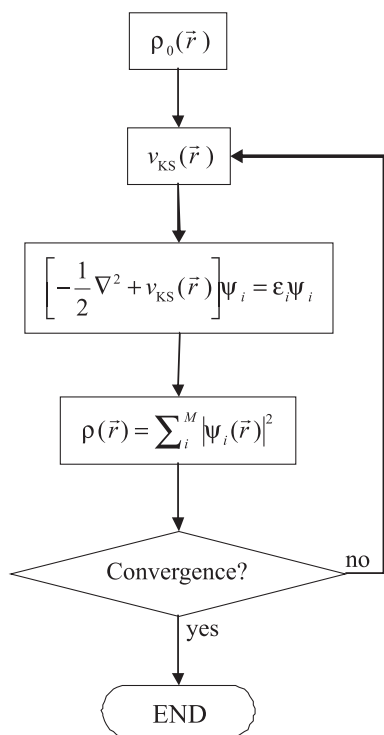 ρ₀(r⃗)
v_KS(r⃗)
[-1/2 ∇² + v_KS(r⃗)]ψᵢ = εᵢψᵢ
ρ(r⃗) = ∑ᵢᴹ |ψᵢ(r⃗)|²
Convergence?
no
yes
END